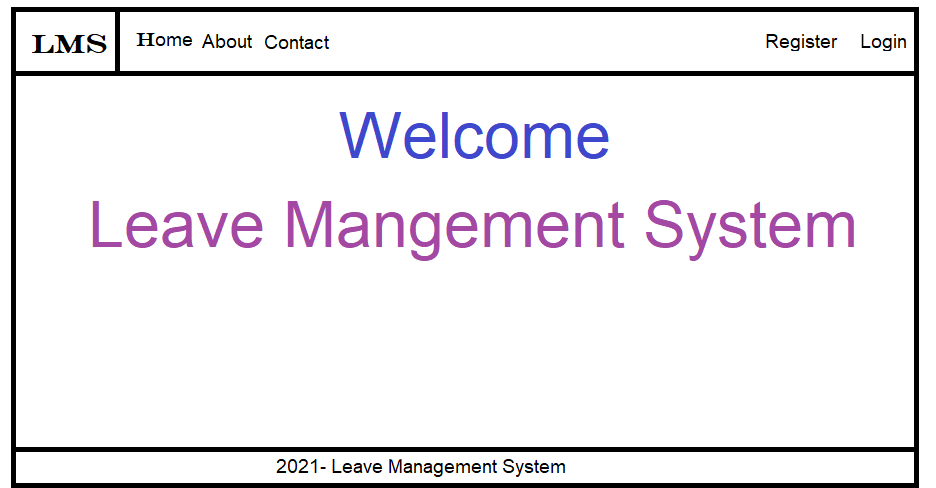 LMS Home About Contact Register Login
Welcome
Leave Mangement System
2021- Leave Management System